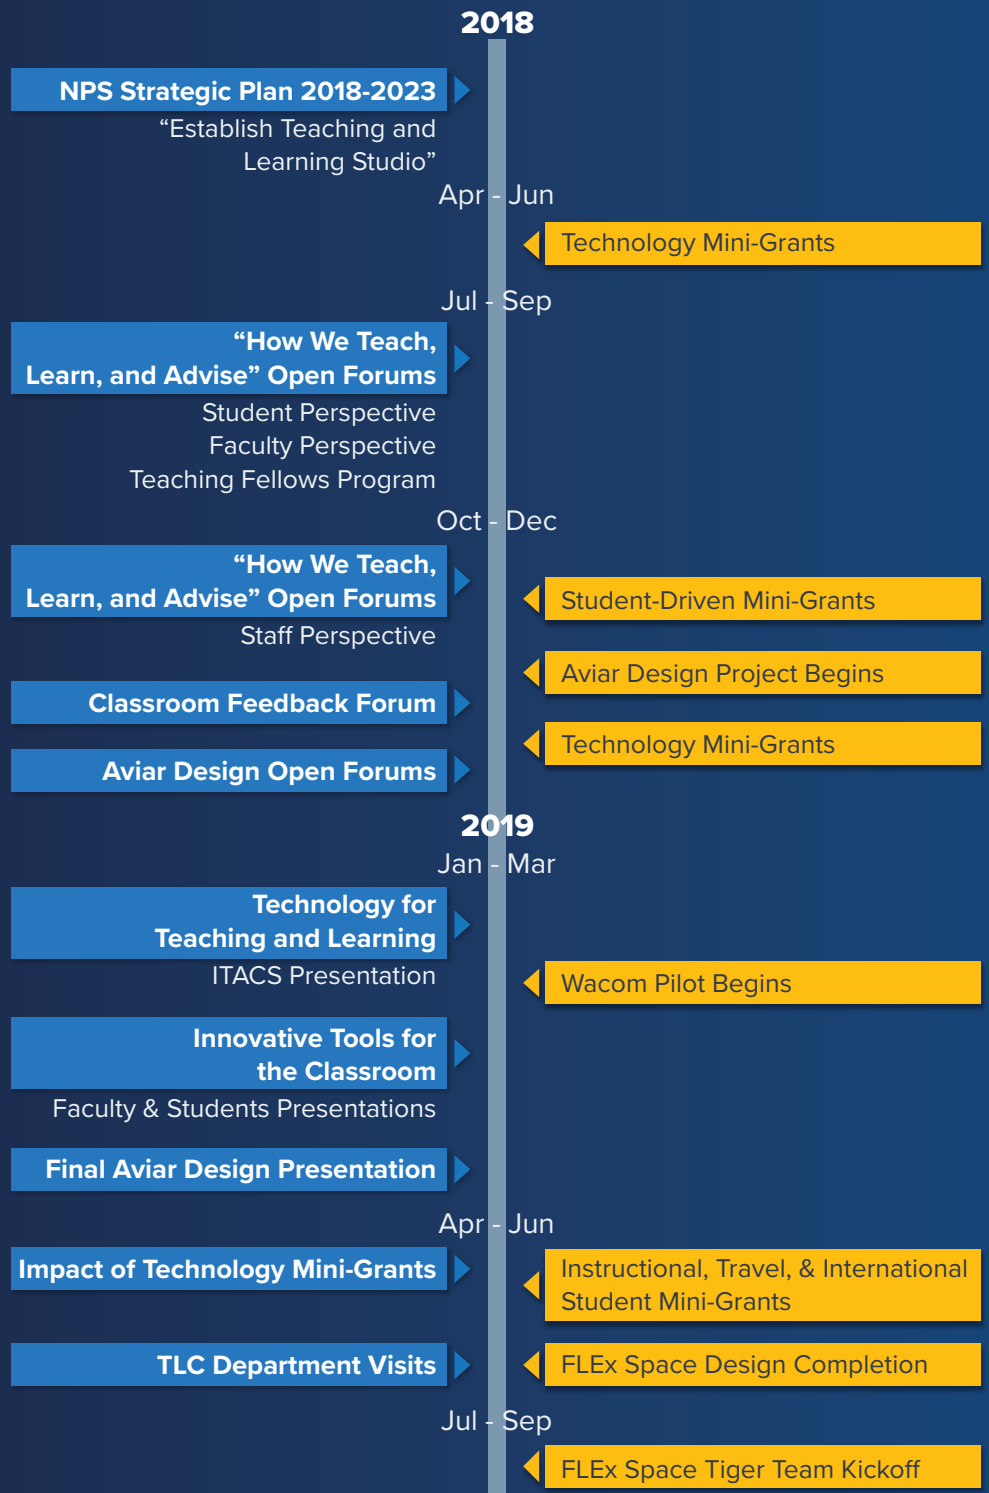 2018
NPS Strategic Plan 2018-2023
“Establish Teaching and
Learning Studio”
Apr - Jun
Technology Mini-Grants
Jul - Sep
“How We Teach,
Learn, and Advise” Open Forums
Student Perspective
Faculty Perspective
Teaching Fellows Program
Oct - Dec
“How We Teach,
Learn, and Advise” Open Forums
Staff Perspective
Student-Driven Mini-Grants
Aviar Design Project Begins
Classroom Feedback Forum
Technology Mini-Grants
Aviar Design Open Forums
2019
Jan - Mar
Technology for
Teaching and Learning
ITACS Presentation
Wacom Pilot Begins
Innovative Tools for
the Classroom
Faculty & Students Presentations
Final Aviar Design Presentation
Apr - Jun
Impact of Technology Mini-Grants
Instructional, Travel, & International
Student Mini-Grants
TLC Department Visits
FLEx Space Design Completion
Jul - Sep
FLEx Space Tiger Team Kickoff